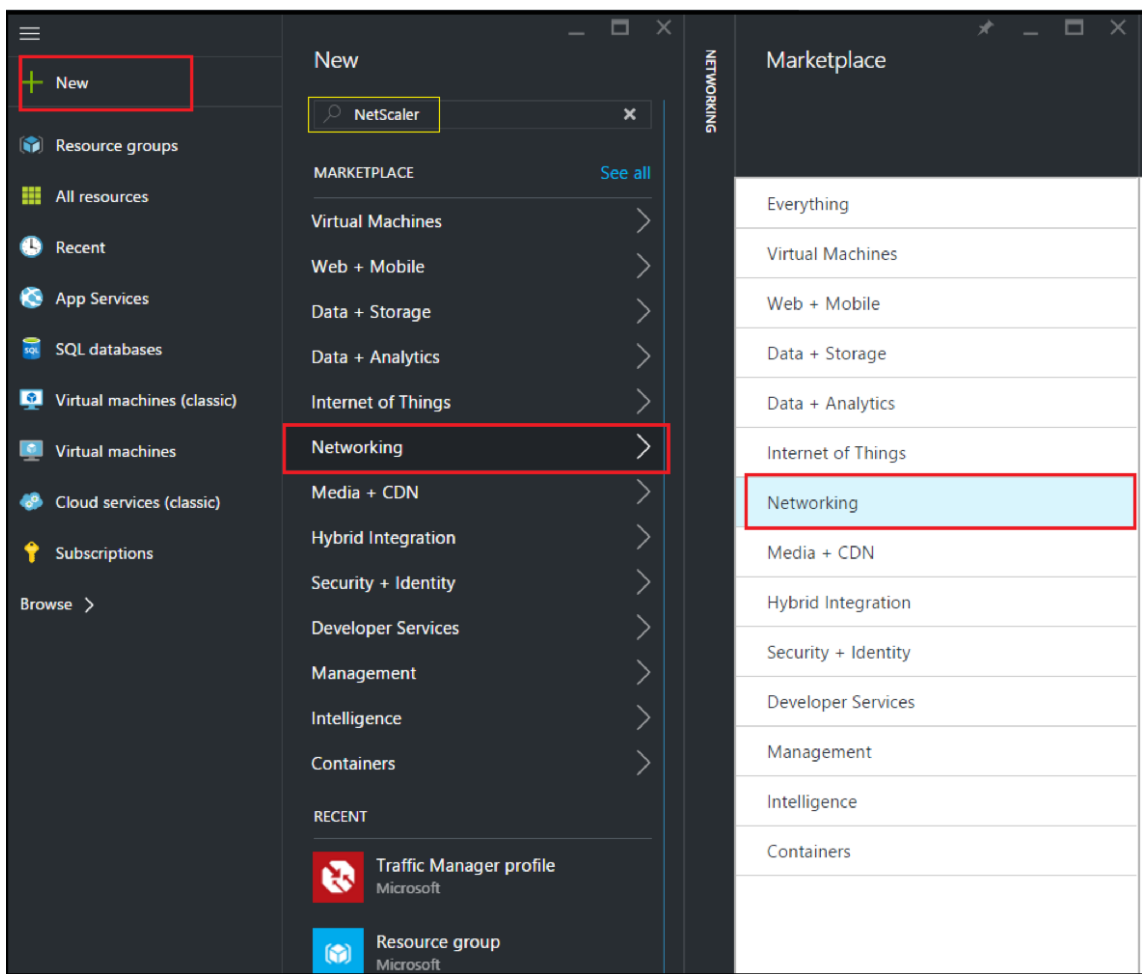 New
Resource groups
All resources
Recent
App Services
SQL databases
Virtual machines (classic)
Virtual machines
Cloud services (classic)
Subscriptions
Browse
New
NetScaler
MARKETPLACE See all
Virtual Machines
Web + Mobile
Data + Storage
Data + Analytics
Internet of Things
Networking
Media + CDN
Hybrid Integration
Security + Identity
Developer Services
Management
Intelligence
Containers
RECENT
Traffic Manager profile
Microsoft
Resource group
Microsoft
NETWORKING
Marketplace
Everything
Virtual Machines
Web + Mobile
Data + Storage
Data + Analytics
Internet of Things
Networking
Media + CDN
Hybrid Integration
Security + Identity
Developer Services
Management
Intelligence
Containers